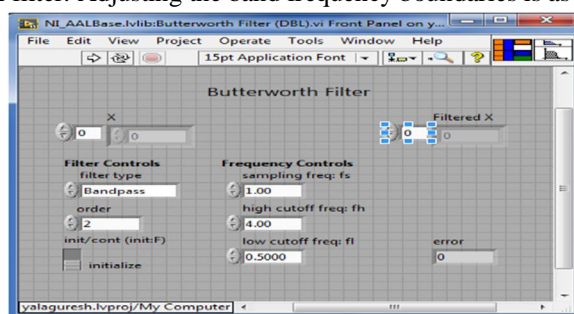 filter. Adjusting the band frequency boundaries is as
NI_AALBase.lvlib:Butterworth Filter (DBL).vi Front Panel on y...
File Edit View Project Operate Tools Window Help
15pt Application Font
Butterworth Filter
X
Filtered X
0 0
0 0
Filter Controls
Frequency Controls
filter type
sampling freq: fs
Bandpass
1.00
order
high cutoff freq: fh
2
4.00
init/cont (init:F)
low cutoff freq: fl
error
initialize
0.5000
0
yalaguresh.lvproj/My Computer